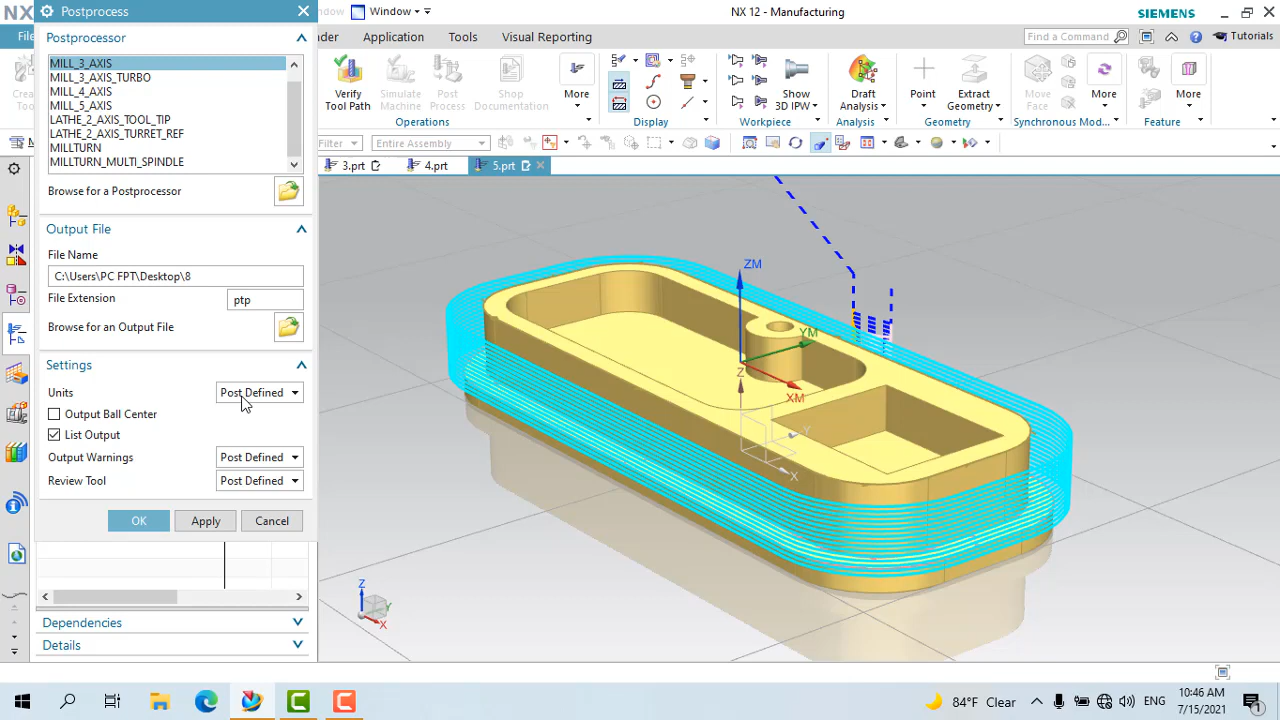 NX
Postprocess
Window
NX 12 - Manufacturing
SIEMENS
File
Application
Tools
Visual Reporting
Find a Command
Tutorials
Postprocessor
MILL_3_AXIS
MILL_3_AXIS_TURBO
MILL_4_AXIS
MILL_5_AXIS
LATHE_2_AXIS_TOOL_TIP
LATHE_2_AXIS_TURRET_REF
MILLTURN
MILLTURN_MULTI_SPINDLE
Browse for a Postprocessor
Verify Tool Path
Simulate Machine
Post Process
Shop Documentation
More
Operations
Display
Show 3D IPW
Workpiece
Draft Analysis
Analysis
Point
Extract Geometry
More
Geometry
Move Face
More
Synchronous Mod...
More
Feature
Entire Assembly
3.prt
4.prt
5.prt
Output File
File Name
C:\Users\PC FPT\Desktop\8
File Extension
ptp
Browse for an Output File
Settings
Units
Post Defined
Output Ball Center
List Output
Output Warnings
Post Defined
Review Tool
Post Defined
OK
Apply
Cancel
Dependencies
Details
ZM
YM
XM
Z
Y
X
Z
Y
X
84°F Clear
ENG
10:46 AM
7/15/2021
1